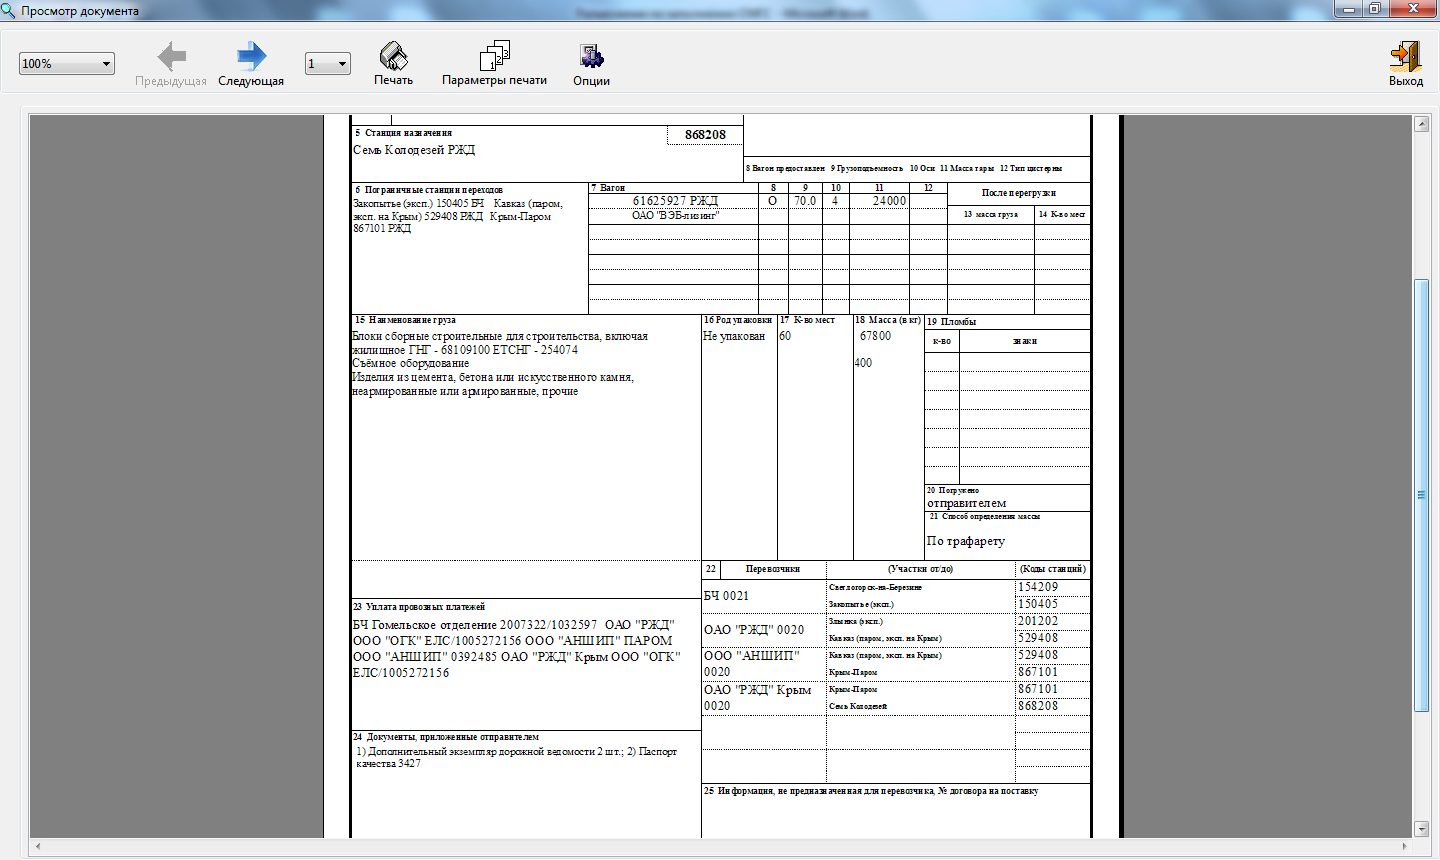 Просмотр документа
100%
Предыдущая
Следующая
1
Печать
Параметры печати
Опции
Выход
5 Станция назначения
868208
Семь Колодезей РЖД
8 Вагон предоставлен 9 Грузоподъемность 10 Оси 11 Масса тары 12 Тип цистерны
6 Пограничные станции переходов
Закопытье (эксп.) 150405 БЧ Кавказ (паром,
эксп. на Крым) 529408 РЖД Крым-Паром
867101 РЖД
7 Вагон 8 9 10 11 12
После перегрузки
61625927 РЖД О 70.0 4 24000
ОАО "ВЭБ-лизинг"
13 масса груза 14 К-во мест
15 Наименование груза
Блоки сборные строительные для строительства, включая
жилищное ГНГ - 68109100 ЕТСНГ - 254074
Съёмное оборудование
Изделия из цемента, бетона или искусственного камня,
неармированные или армированные, прочие
16 Род упаковки
Не упакован
17 К-во мест
60
18 Масса (в кг)
67800
400
19 Пломбы
к-во знаки
20 Погружено
отправителем
21 Способ определения массы
По трафарету
22 Перевозчики (Участки от/до) (Коды станций)
БЧ 0021
Светлогорск-на-Березине 154209
Закопытье (эксп.) 150405
ОАО "РЖД" 0020
Злынка (эксп.) 201202
Кавказ (паром, эксп. на Крым) 529408
ООО "АНШИП"
0020
Кавказ (паром, эксп. на Крым) 529408
Крым-Паром 867101
ОАО "РЖД" Крым
0020
Крым-Паром 867101
Семь Колодезей 868208
23 Уплата провозных платежей
БЧ Гомельское отделение 2007322/1032597 ОАО "РЖД"
ООО "ОГК" ЕЛС/1005272156 ООО "АНШИП" ПАРОМ
ООО "АНШИП" 0392485 ОАО "РЖД" Крым ООО "ОГК"
ЕЛС/1005272156
24 Документы, приложенные отправителем
1) Дополнительный экземпляр дорожной ведомости 2 шт.; 2) Паспорт
качества 3427
25 Информация, не предназначенная для перевозчика, № договора на поставку